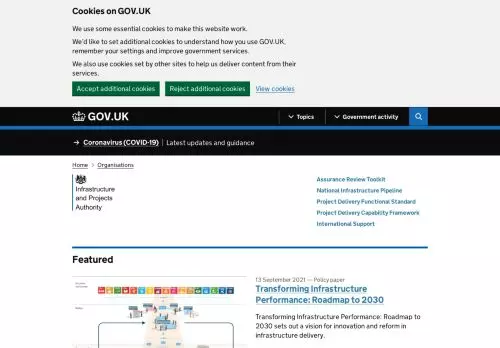 Cookies on GOV.UK
We use some essential cookies to make this website work.
We'd like to set additional cookies to understand how you use GOV.UK,
remember your settings and improve government services.
We also use cookies set by other sites to help us deliver content from their
services.
Accept additional cookies
Reject additional cookies
View cookies
GOV.UK
Topics
Government activity
Coronavirus (COVID-19)
Latest updates and guidance
Home
Organisations
Infrastructure
and Projects
Authority
Assurance Review Toolkit
National Infrastructure Pipeline
Project Delivery Functional Standard
Project Delivery Capability Framework
International Support
Featured
13 September 2021 — Policy paper
Transforming Infrastructure
Performance: Roadmap to 2030
Transforming Infrastructure Performance: Roadmap to
2030 sets out a vision for innovation and reform in
infrastructure delivery.